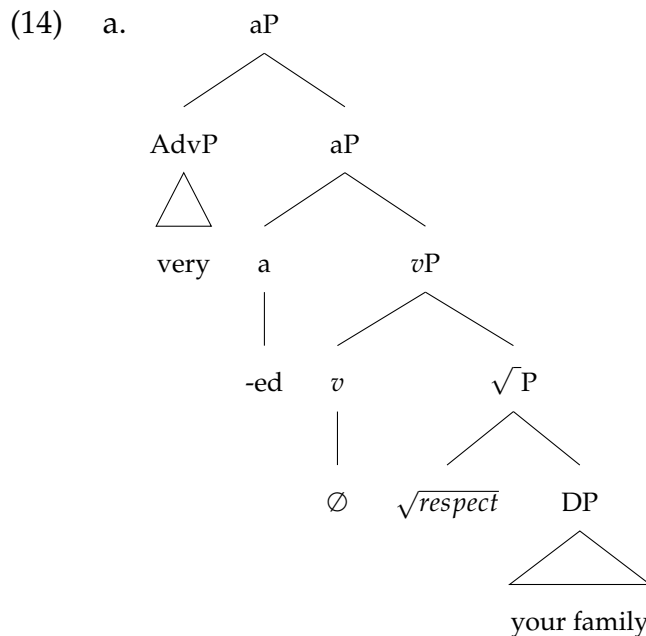 (14) a. aP
AdvP aP
very a vP
-ed v √P
∅ √respect DP
your family